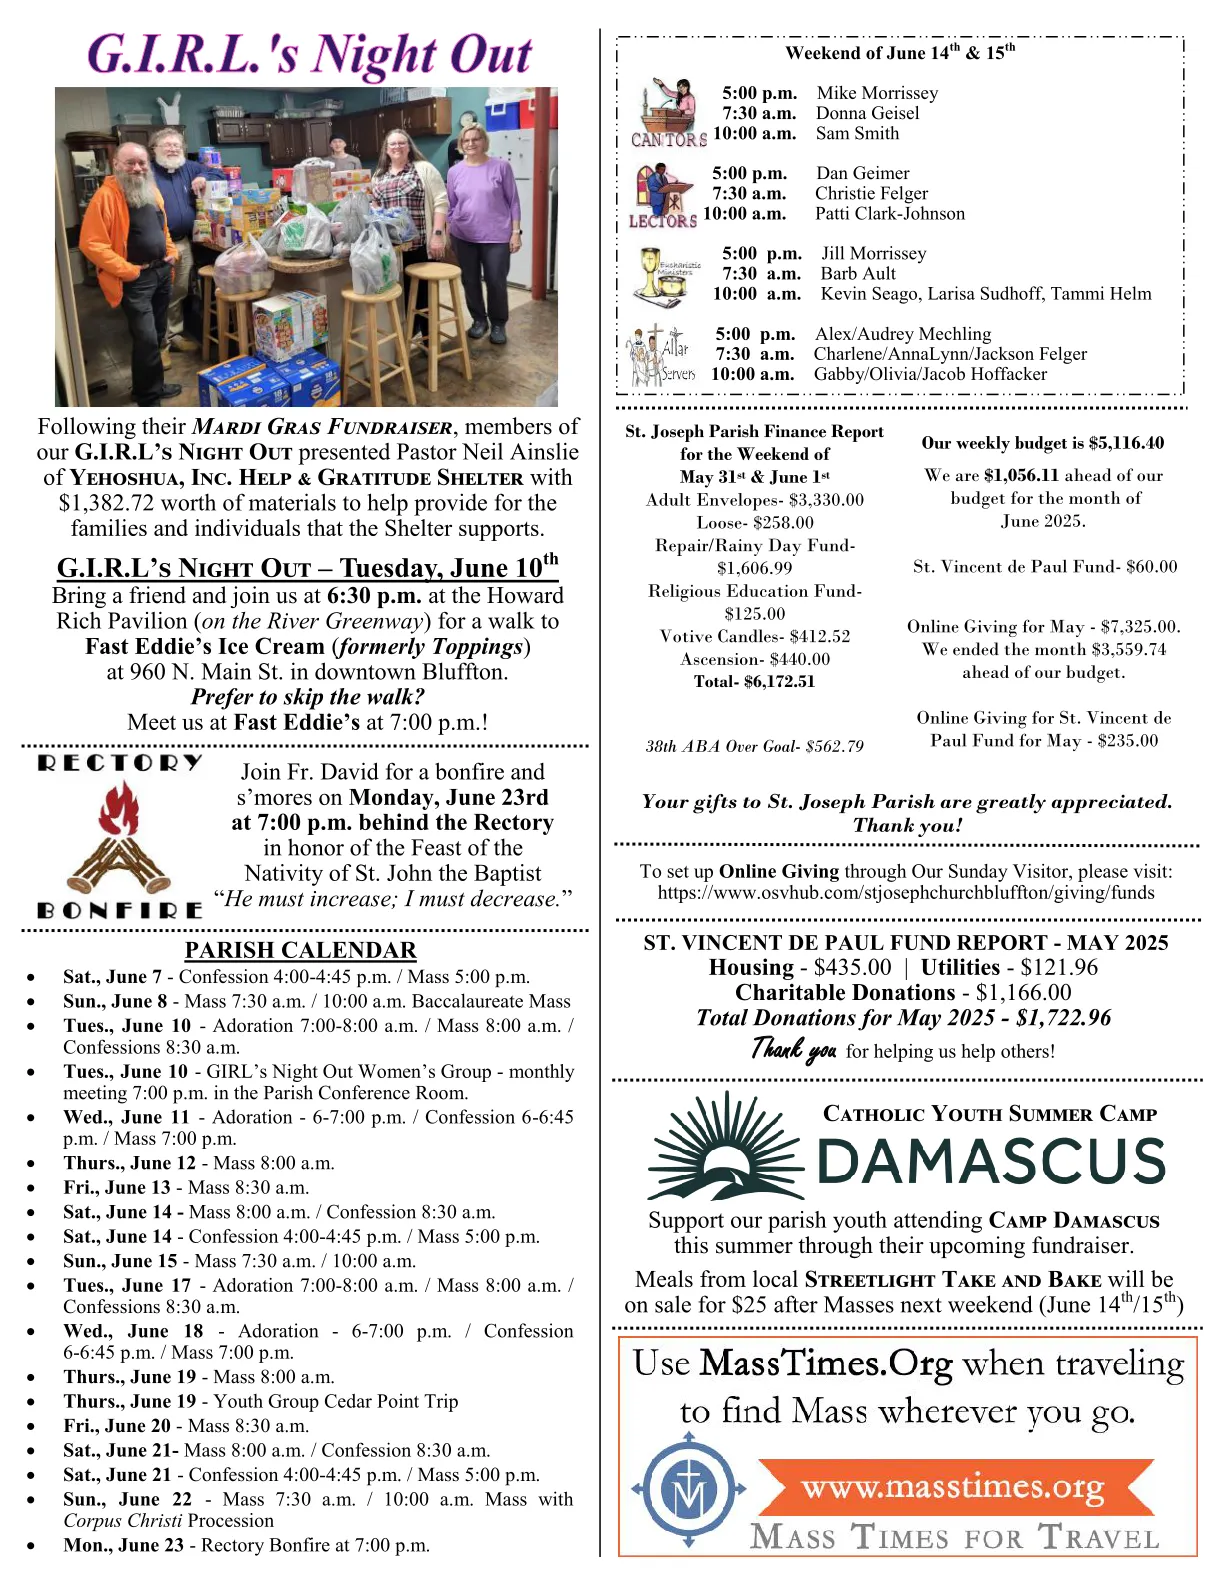 G.I.R.L.'s Night Out
Following their Mardi Gras Fundraiser, members of
our G.I.R.L's Night Out presented Pastor Neil Ainslie
of Yehoshua, Inc. Help & Gratitude Shelter with
$1,382.72 worth of materials to help provide for the
families and individuals that the Shelter supports.
G.I.R.L's Night Out – Tuesday, June 10th
Bring a friend and join us at 6:30 p.m. at the Howard
Rich Pavilion (on the River Greenway) for a walk to
Fast Eddie's Ice Cream (formerly Toppings)
at 960 N. Main St. in downtown Bluffton.
Prefer to skip the walk?
Meet us at Fast Eddie's at 7:00 p.m.!
RECTORY
BONFIRE
Join Fr. David for a bonfire and
s'mores on Monday, June 23rd
at 7:00 p.m. behind the Rectory
in honor of the Feast of the
Nativity of St. John the Baptist
"He must increase; I must decrease."
PARISH CALENDAR
• Sat., June 7 - Confession 4:00-4:45 p.m. / Mass 5:00 p.m.
• Sun., June 8 - Mass 7:30 a.m. / 10:00 a.m. Baccalaureate Mass
• Tues., June 10 - Adoration 7:00-8:00 a.m. / Mass 8:00 a.m. /
Confessions 8:30 a.m.
• Tues., June 10 - GIRL's Night Out Women's Group - monthly
meeting 7:00 p.m. in the Parish Conference Room.
• Wed., June 11 - Adoration - 6-7:00 p.m. / Confession 6-6:45
p.m. / Mass 7:00 p.m.
• Thurs., June 12 - Mass 8:00 a.m.
• Fri., June 13 - Mass 8:30 a.m.
• Sat., June 14 - Mass 8:00 a.m. / Confession 8:30 a.m.
• Sat., June 14 - Confession 4:00-4:45 p.m. / Mass 5:00 p.m.
• Sun., June 15 - Mass 7:30 a.m. / 10:00 a.m.
• Tues., June 17 - Adoration 7:00-8:00 a.m. / Mass 8:00 a.m. /
Confessions 8:30 a.m.
• Wed., June 18 - Adoration - 6-7:00 p.m. / Confession
6-6:45 p.m. / Mass 7:00 p.m.
• Thurs., June 19 - Mass 8:00 a.m.
• Thurs., June 19 - Youth Group Cedar Point Trip
• Fri., June 20 - Mass 8:30 a.m.
• Sat., June 21- Mass 8:00 a.m. / Confession 8:30 a.m.
• Sat., June 21 - Confession 4:00-4:45 p.m. / Mass 5:00 p.m.
• Sun., June 22 - Mass 7:30 a.m. / 10:00 a.m. Mass with
Corpus Christi Procession
• Mon., June 23 - Rectory Bonfire at 7:00 p.m.
Weekend of June 14th & 15th
CANTORS
5:00 p.m. Mike Morrissey
7:30 a.m. Donna Geisel
10:00 a.m. Sam Smith
LECTORS
5:00 p.m. Dan Geimer
7:30 a.m. Christie Felger
10:00 a.m. Patti Clark-Johnson
Eucharistic
Ministers
5:00 p.m. Jill Morrissey
7:30 a.m. Barb Ault
10:00 a.m. Kevin Seago, Larisa Sudhoff, Tammi Helm
Altar
Servers
5:00 p.m. Alex/Audrey Mechling
7:30 a.m. Charlene/AnnaLynn/Jackson Felger
10:00 a.m. Gabby/Olivia/Jacob Hoffacker
St. Joseph Parish Finance Report
for the Weekend of
May 31st & June 1st
Adult Envelopes- $3,330.00
Loose- $258.00
Repair/Rainy Day Fund-
$1,606.99
Religious Education Fund-
$125.00
Votive Candles- $412.52
Ascension- $440.00
Total- $6,172.51
38th ABA Over Goal- $562.79
Our weekly budget is $5,116.40
We are $1,056.11 ahead of our
budget for the month of
June 2025.
St. Vincent de Paul Fund- $60.00
Online Giving for May - $7,325.00.
We ended the month $3,559.74
ahead of our budget.
Online Giving for St. Vincent de
Paul Fund for May - $235.00
Your gifts to St. Joseph Parish are greatly appreciated.
Thank you!
To set up Online Giving through Our Sunday Visitor, please visit:
https://www.osvhub.com/stjosephchurchbluffton/giving/funds
ST. VINCENT DE PAUL FUND REPORT - MAY 2025
Housing - $435.00 | Utilities - $121.96
Charitable Donations - $1,166.00
Total Donations for May 2025 - $1,722.96
Thank you for helping us help others!
Catholic Youth Summer Camp
DAMASCUS
Support our parish youth attending Camp Damascus
this summer through their upcoming fundraiser.
Meals from local Streetlight Take and Bake will be
on sale for $25 after Masses next weekend (June 14th/15th)
Use MassTimes.Org when traveling
to find Mass wherever you go.
www.masstimes.org
Mass Times for Travel